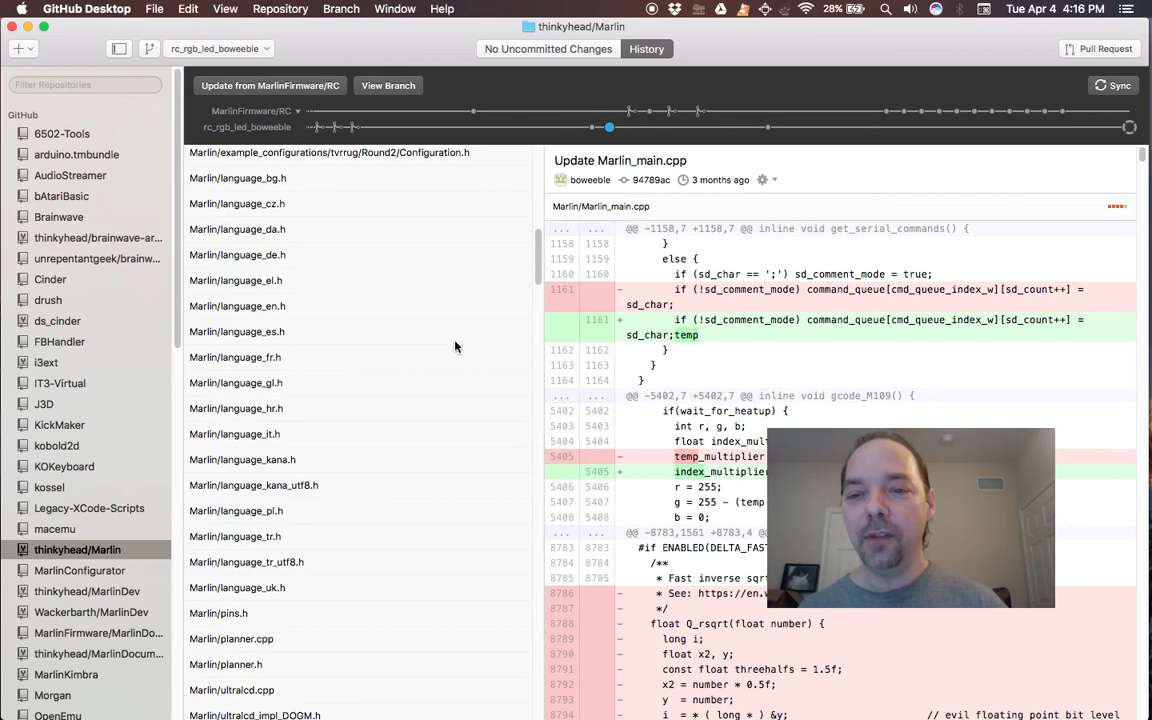 GitHub Desktop File Edit View Repository Branch Window Help 28% Tue Apr 4 4:16 PM
thinkyhead/Marlin
rc_rgb_led_boweeble No Uncommitted Changes History Pull Request
Filter Repositories
GitHub
6502-Tools
arduino.tmbundle
AudioStreamer
bAtariBasic
Brainwave
thinkyhead/brainwave-ar...
unrepentantgeek/brainw...
Cinder
drush
ds_cinder
FBHandler
i3ext
IT3-Virtual
J3D
KickMaker
kobold2d
KOKeyboard
kossel
Legacy-XCode-Scripts
macemu
thinkyhead/Marlin
MarlinConfigurator
thinkyhead/MarlinDev
Wackerbarth/MarlinDev
MarlinFirmware/MarlinDo...
thinkyhead/MarlinDocum...
MarlinKimbra
Morgan
OpenEmu
Update from MarlinFirmware/RC View Branch Sync
MarlinFirmware/RC
rc_rgb_led_boweeble
Marlin/example_configurations/tvrrug/Round2/Configuration.h
Marlin/language_bg.h
Marlin/language_cz.h
Marlin/language_da.h
Marlin/language_de.h
Marlin/language_el.h
Marlin/language_en.h
Marlin/language_es.h
Marlin/language_fr.h
Marlin/language_gl.h
Marlin/language_hr.h
Marlin/language_it.h
Marlin/language_kana.h
Marlin/language_kana_utf8.h
Marlin/language_pl.h
Marlin/language_tr.h
Marlin/language_tr_utf8.h
Marlin/language_uk.h
Marlin/pins.h
Marlin/planner.cpp
Marlin/planner.h
Marlin/ultralcd.cpp
Marlin/ultralcd_impl_DOGM.h
Update Marlin_main.cpp
boweeble 94789ac 3 months ago
Marlin/Marlin_main.cpp
... ... @@ -1158,7 +1158,7 @@ inline void get_serial_commands() {
1158 1158 }
1159 1159 else {
1160 1160 if (sd_char == ';') sd_comment_mode = true;
1161 - if (!sd_comment_mode) command_queue[cmd_queue_index_w][sd_count++] =
sd_char;
1161 + if (!sd_comment_mode) command_queue[cmd_queue_index_w][sd_count++] =
sd_char;temp
1162 1162 }
1163 1163 }
1164 1164 }
... ... @@ -5402,7 +5402,7 @@ inline void gcode_M109() {
5402 5402 if(wait_for_heatup) {
5403 5403 int r, g, b;
5404 5404 float index_mult
5405 - temp_multiplier
5405 + index_multiplier
5406 5406 r = 255;
5407 5407 g = 255 - (temp
5408 5408 b = 0;
... ... @@ -8783,1561 +8783,4
8783 8783 #if ENABLED(DELTA_FAST
8784 8784 /**
8785 8785 * Fast inverse sqrt
8786 - * See: https://en.w
8787 - */
8788 - float Q_rsqrt(float number) {
8789 - long i;
8790 - float x2, y;
8791 - const float threehalfs = 1.5f;
8792 - x2 = number * 0.5f;
8793 - y = number;
8794 - i = * ( long * ) &y; // evil floating point bit level